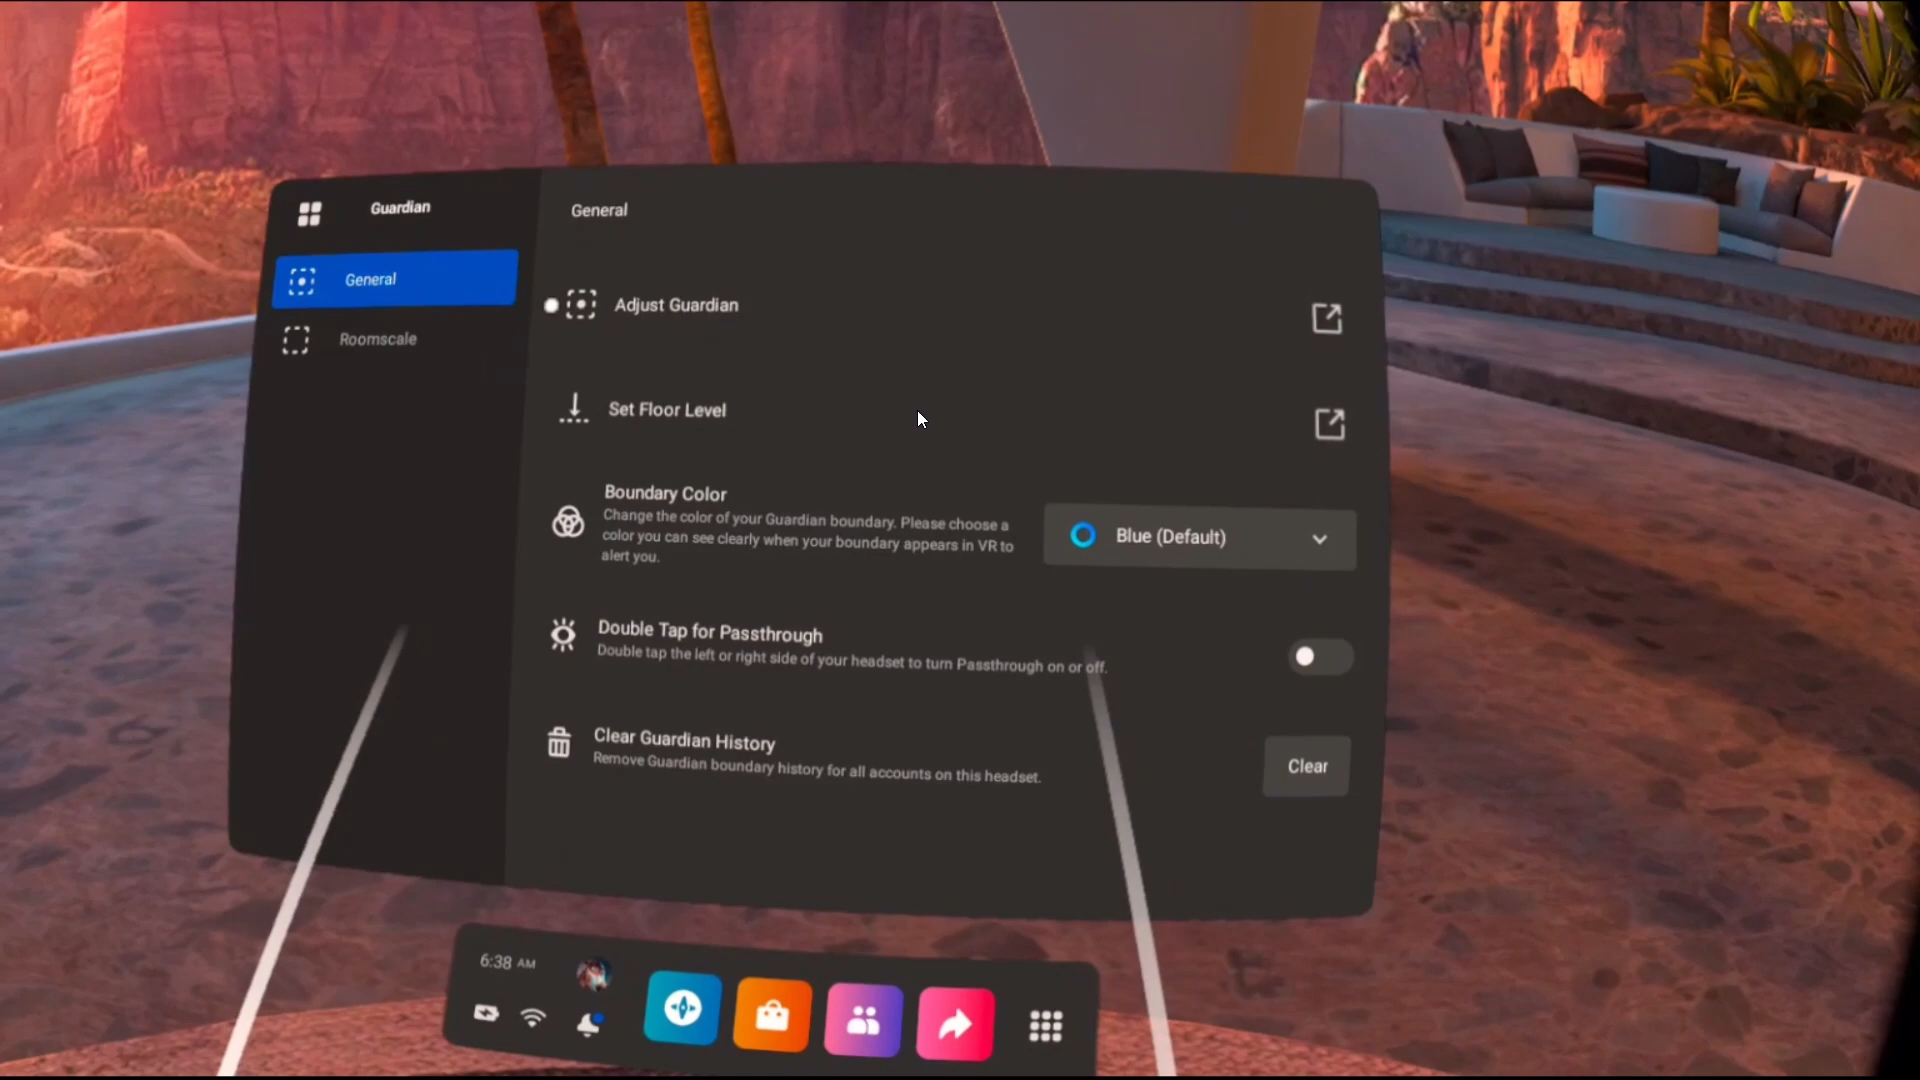 Guardian
General
Roomscale
General
Adjust Guardian
Set Floor Level
Boundary Color
Change the color of your Guardian boundary. Please choose a
color you can see clearly when your boundary appears in VR to
alert you.
Blue (Default)
Double Tap for Passthrough
Double tap the left or right side of your headset to turn Passthrough on or off.
Clear Guardian History
Remove Guardian boundary history for all accounts on this headset.
Clear
6:38 AM